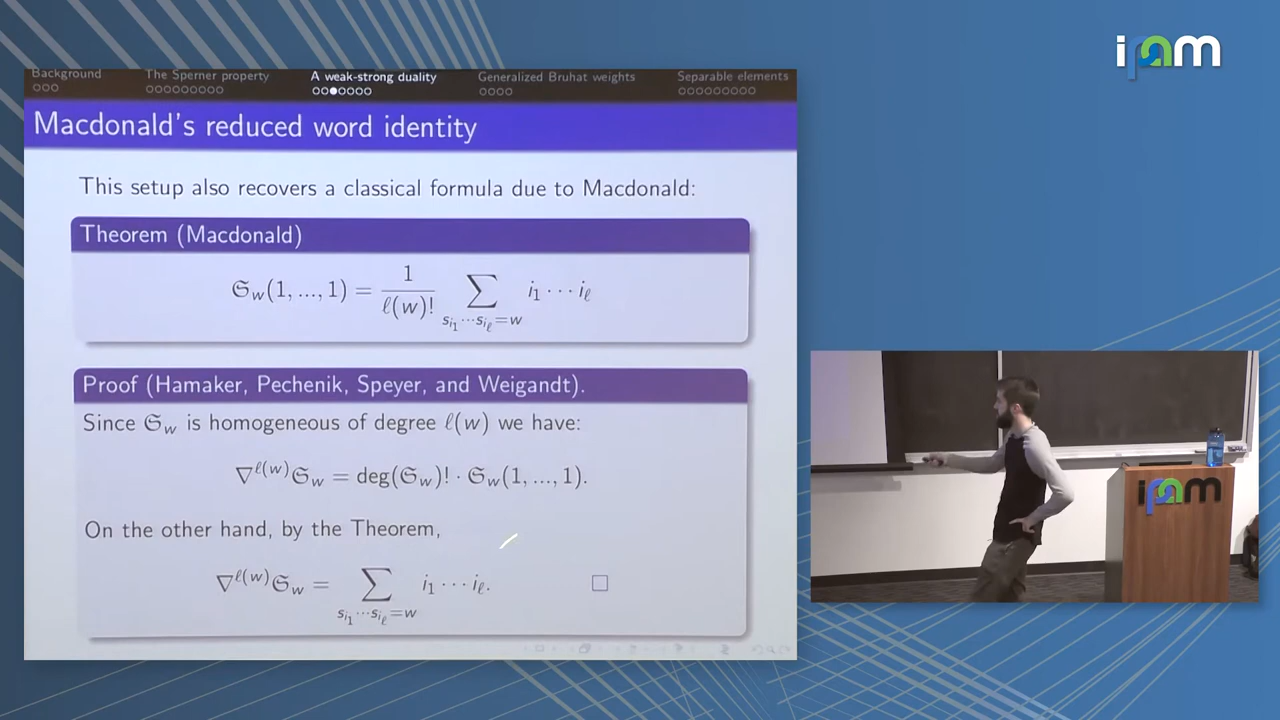 ipam
Background The Sperner property A weak-strong duality Generalized Bruhat weights Separable elements
Macdonald's reduced word identity
This setup also recovers a classical formula due to Macdonald:
Theorem (Macdonald)
𝔖_w(1, ..., 1) = 1/ℓ(w)! ∑_{s_{i_1}···s_{i_ℓ}=w} i_1 ··· i_ℓ
Proof (Hamaker, Pechenik, Speyer, and Weigandt).
Since 𝔖_w is homogeneous of degree ℓ(w) we have:
∇^{ℓ(w)}𝔖_w = deg(𝔖_w)! · 𝔖_w(1, ..., 1).
On the other hand, by the Theorem,
∇^{ℓ(w)}𝔖_w = ∑_{s_{i_1}···s_{i_ℓ}=w} i_1 ··· i_ℓ. □
ipam